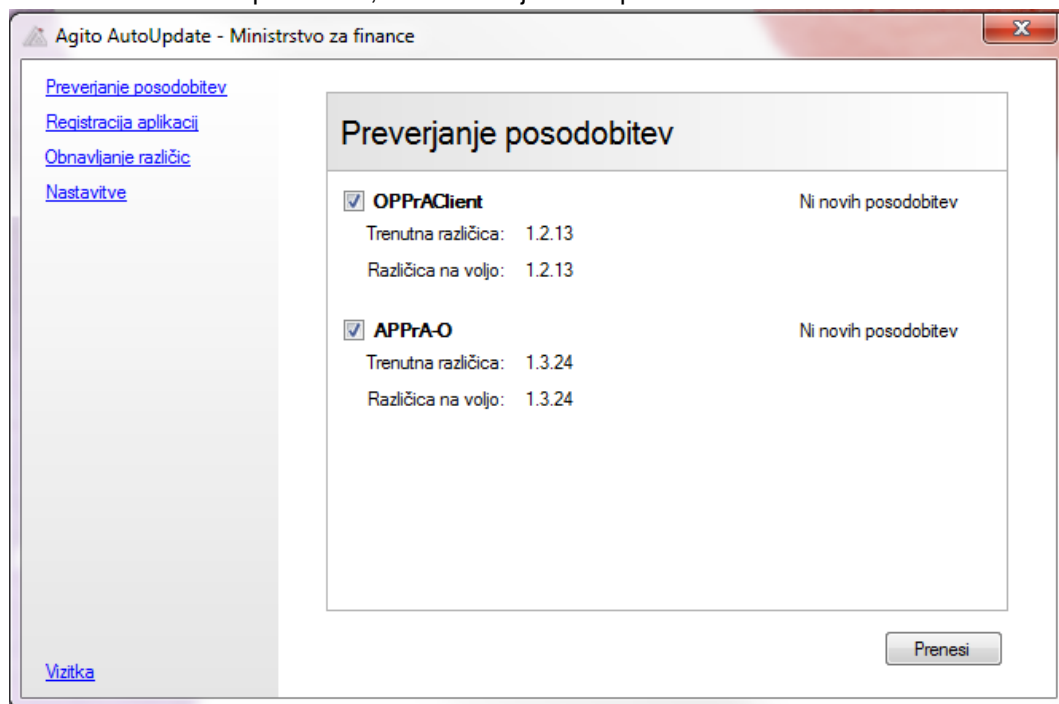 Agito AutoUpdate - Ministrstvo za finance
Preverjanje posodobitev
Registracija aplikacij
Obnavljanje različic
Nastavitve
Vizitka
Preverjanje posodobitev
OPPrAClient Ni novih posodobitev
Trenutna različica: 1.2.13
Različica na voljo: 1.2.13
APPrA-O Ni novih posodobitev
Trenutna različica: 1.3.24
Različica na voljo: 1.3.24
Prenesi